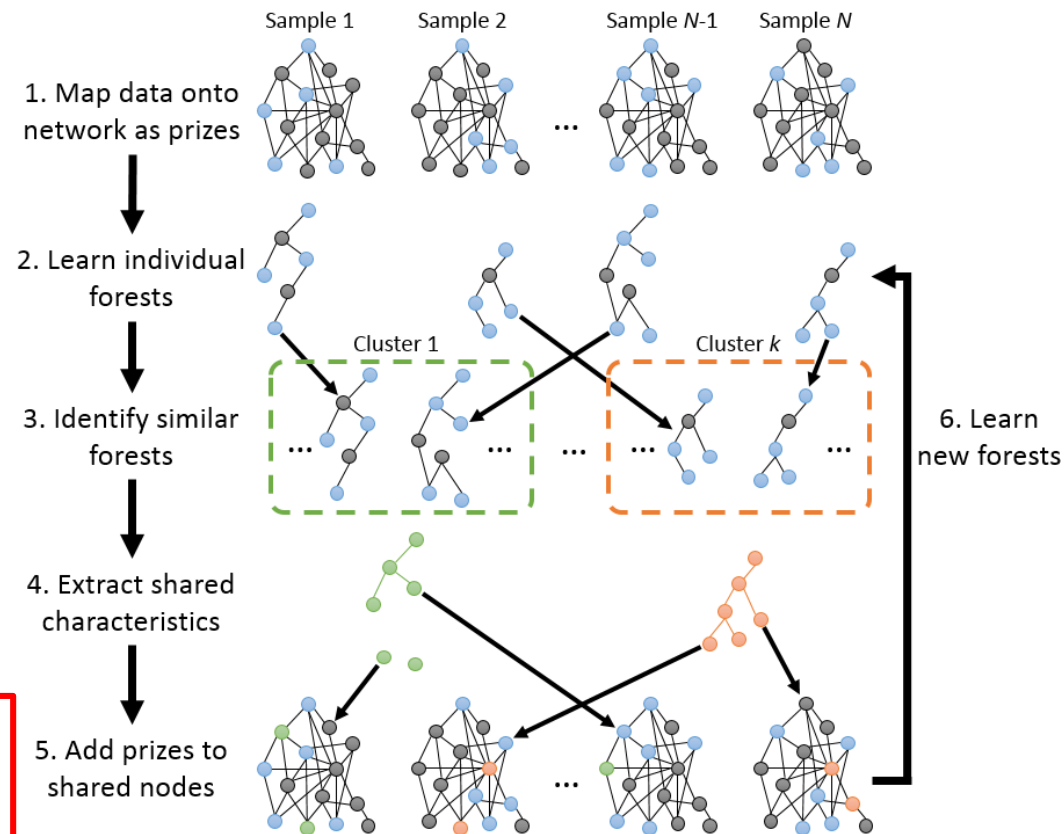 Sample 1
Sample 2
Sample N-1
Sample N
1. Map data onto
network as prizes
...
2. Learn individual
forests
Cluster 1
Cluster k
3. Identify similar
forests
...
...
...
...
...
6. Learn
new forests
4. Extract shared
characteristics
5. Add prizes to
shared nodes
...